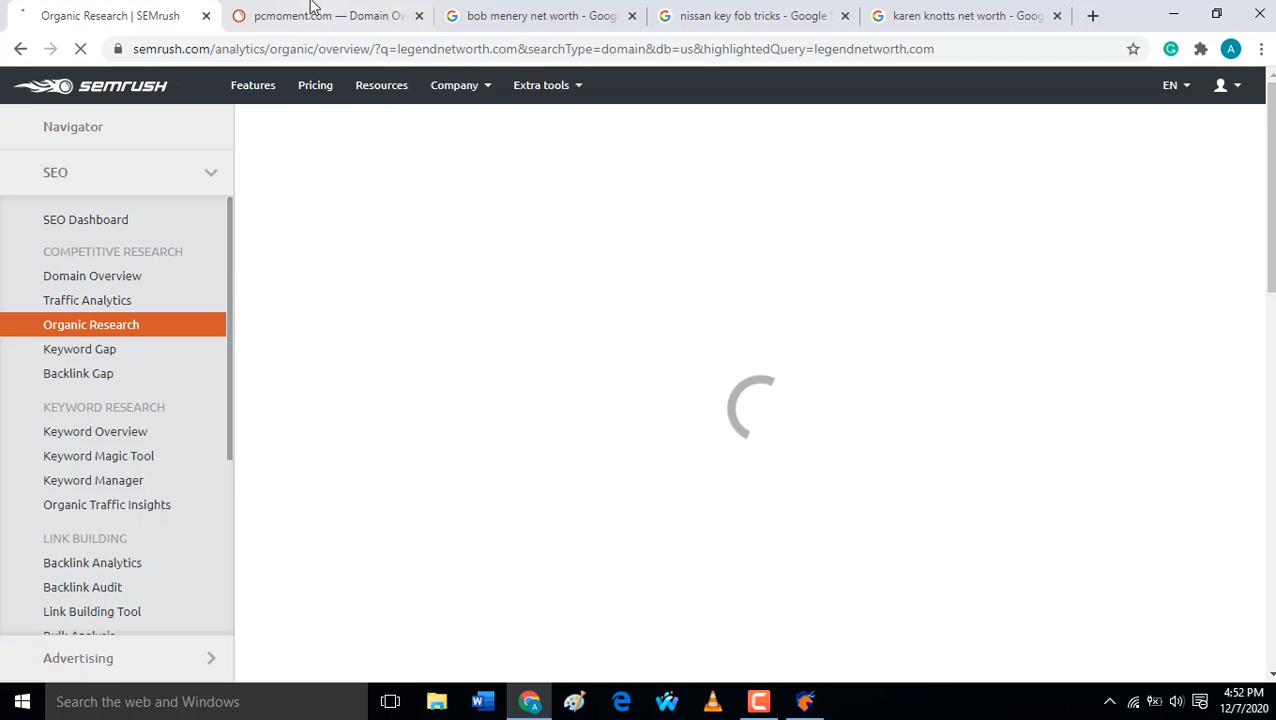 Organic Research | SEMrush
pcmoment.com — Domain Ov
bob menery net worth - Googl
nissan key fob tricks - Google S
karen knotts net worth - Goog
semrush.com/analytics/organic/overview/?q=legendnetworth.com&searchType=domain&db=us&highlightedQuery=legendnetworth.com
A
SEMRUSH
Features
Pricing
Resources
Company
Extra tools
EN
Navigator
SEO
SEO Dashboard
COMPETITIVE RESEARCH
Domain Overview
Traffic Analytics
Organic Research
Keyword Gap
Backlink Gap
KEYWORD RESEARCH
Keyword Overview
Keyword Magic Tool
Keyword Manager
Organic Traffic Insights
LINK BUILDING
Backlink Analytics
Backlink Audit
Link Building Tool
Bulk Analysis
Advertising
Search the web and Windows
4:52 PM
12/7/2020